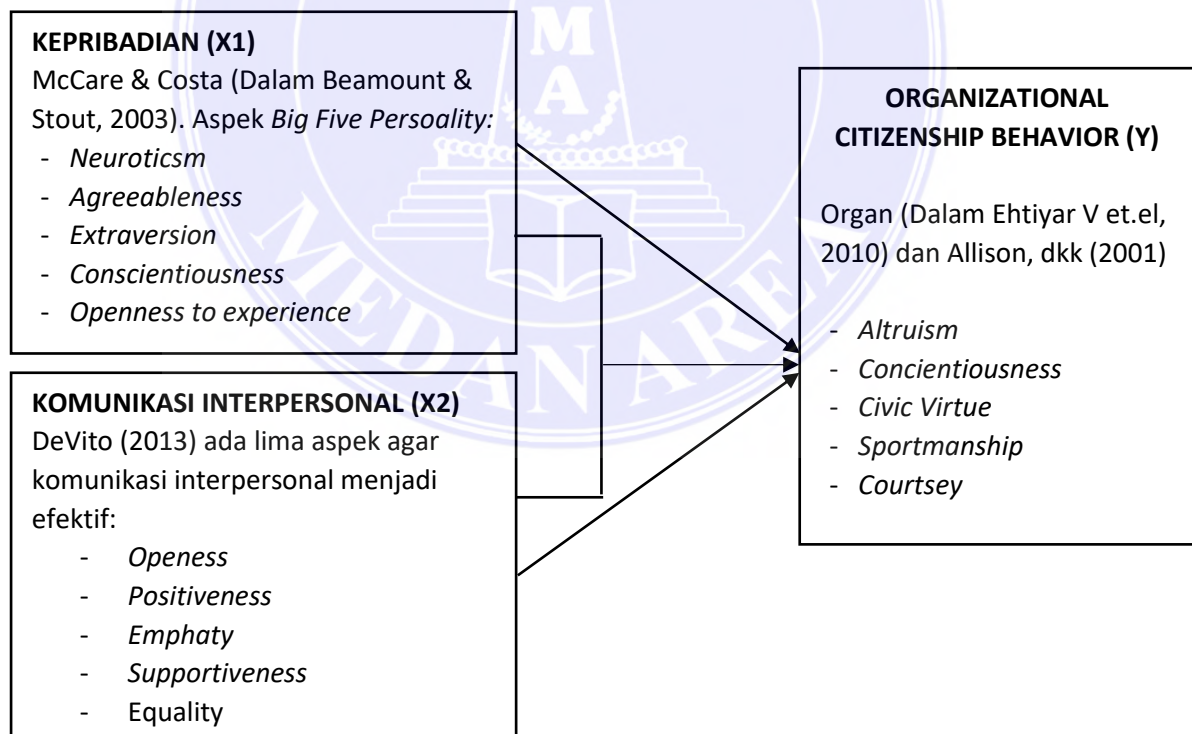 KEPRIBADIAN (X1)
McCare & Costa (Dalam Beamount &
Stout, 2003). Aspek Big Five Persoality:
- Neuroticsm
- Agreeableness
- Extraversion
- Conscientiousness
- Openness to experience
KOMUNIKASI INTERPERSONAL (X2)
DeVito (2013) ada lima aspek agar
komunikasi interpersonal menjadi
efektif:
- Openess
- Positiveness
- Emphaty
- Supportiveness
- Equality
ORGANIZATIONAL
CITIZENSHIP BEHAVIOR (Y)
Organ (Dalam Ehtiyar V et.el,
2010) dan Allison, dkk (2001)
- Altruism
- Concientiousness
- Civic Virtue
- Sportmanship
- Courtsey
M
A
MEDAN AREA